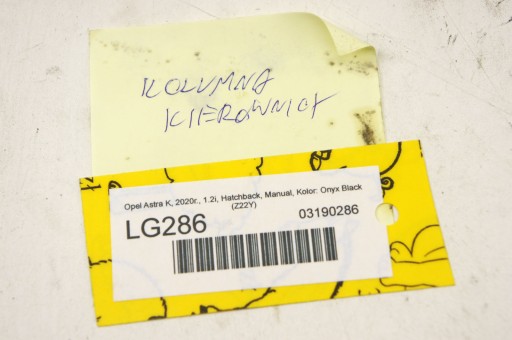 KOLUMNA
KIEROWNICY
Opel Astra K, 2020r., 1.2i, Hatchback, Manual, Kolor: Onyx Black
(Z22Y)
LG286
03190286